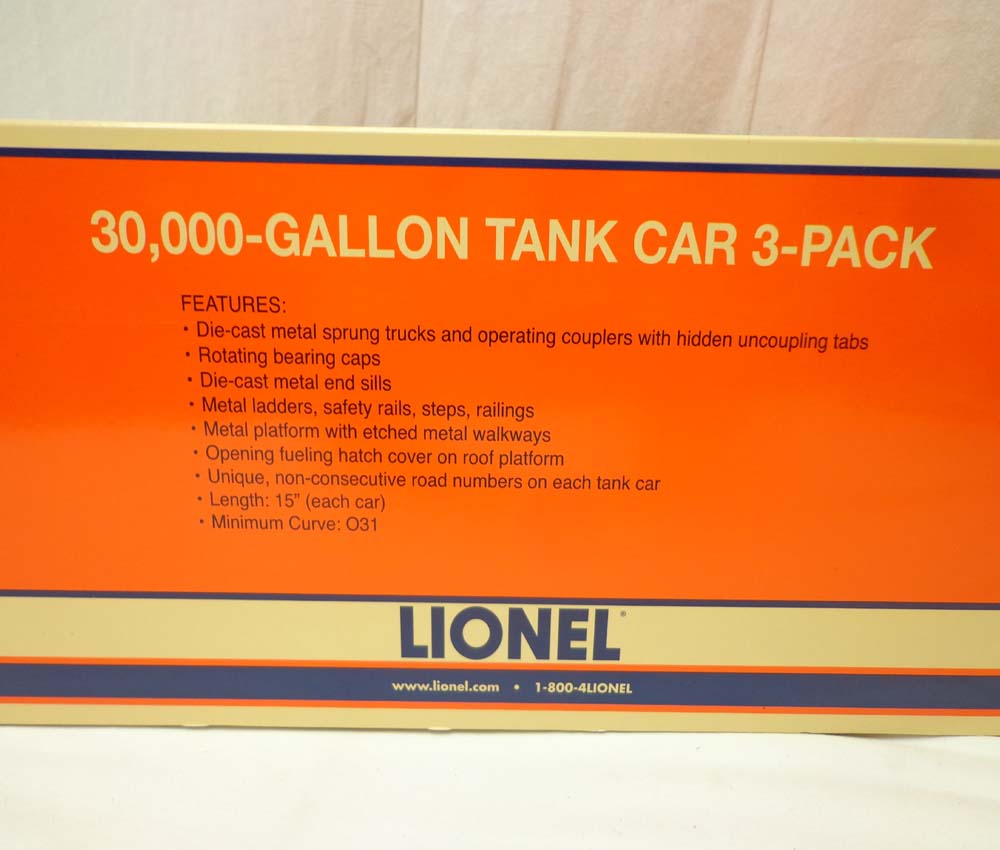 30,000-GALLON TANK CAR 3-PACK
FEATURES:
• Die-cast metal sprung trucks and operating couplers with hidden uncoupling tabs
• Rotating bearing caps
• Die-cast metal end sills
• Metal ladders, safety rails, steps, railings
• Metal platform with etched metal walkways
• Opening fueling hatch cover on roof platform
• Unique, non-consecutive road numbers on each tank car
• Length: 15” (each car)
• Minimum Curve: O31
LIONEL®
www.lionel.com • 1-800-4LIONEL